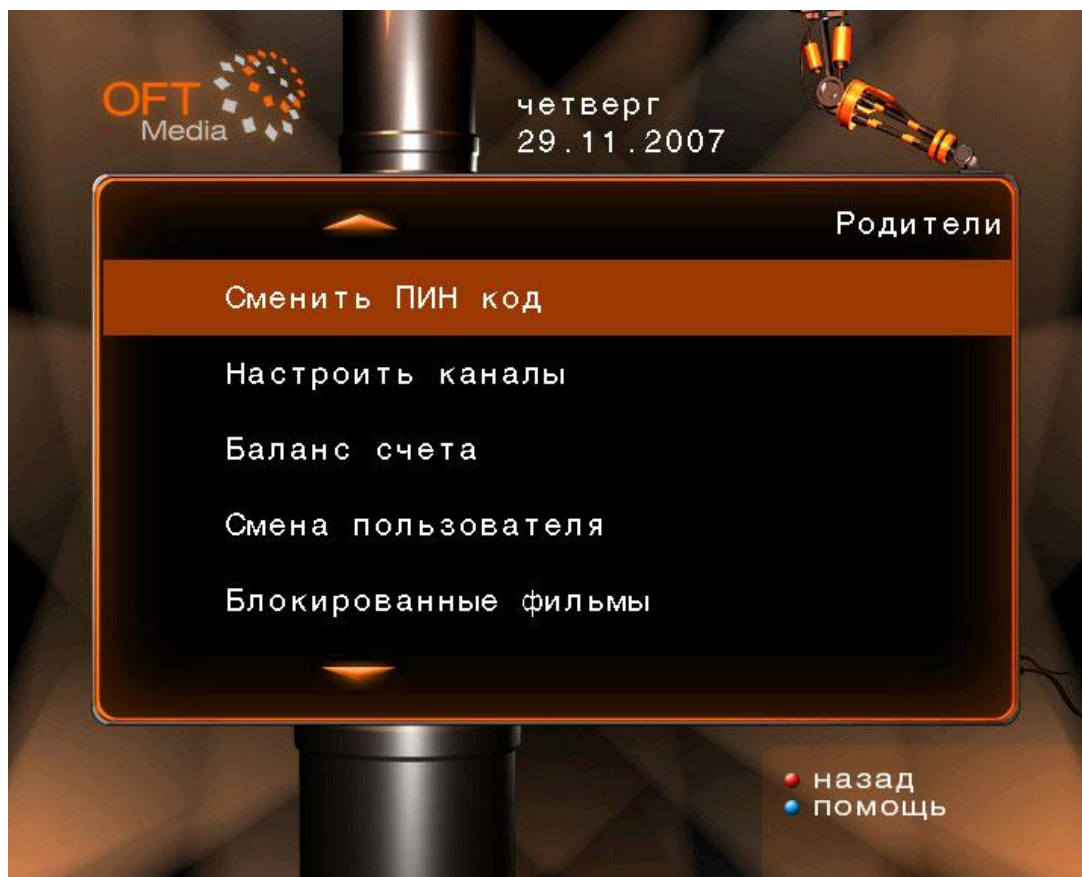 OFT
Media
четверг
29.11.2007
Родители
Сменить ПИН код
Настроить каналы
Баланс счета
Смена пользователя
Блокированные фильмы
назад
помощь